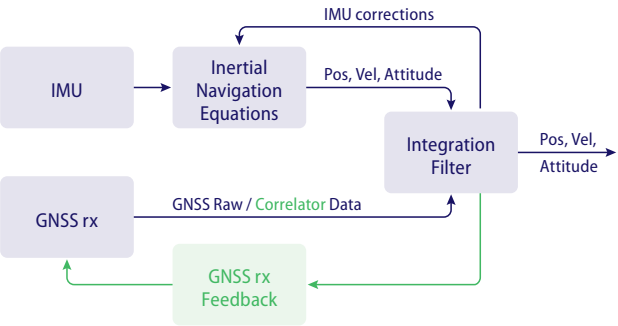 IMU corrections
IMU
Inertial
Navigation
Equations
Pos, Vel, Attitude
Integration
Filter
Pos, Vel,
Attitude
GNSS rx
GNSS Raw / Correlator Data
GNSS rx
Feedback